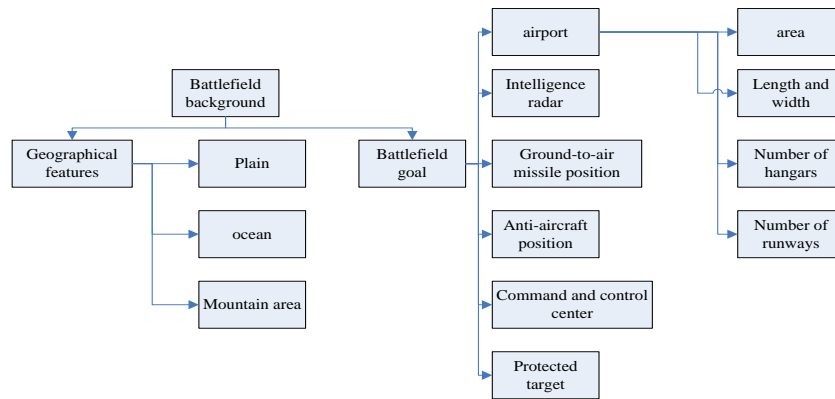 airport
area
Battlefield
background
Intelligence
radar
Length and
width
Geographical
features
Plain
Battlefield
goal
Ground-to-air
missile position
Number of
hangars
ocean
Anti-aircraft
position
Number of
runways
Mountain area
Command and control
center
Protected
target